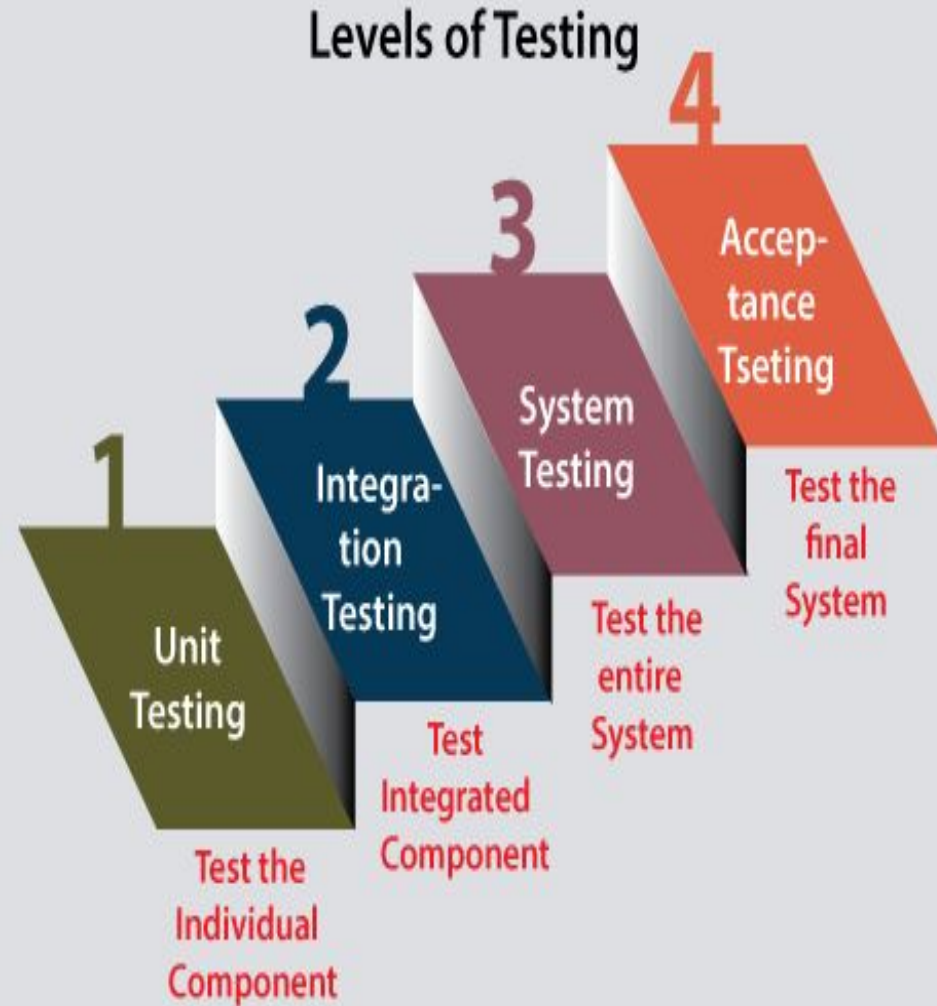 Levels of Testing
1
Unit
Testing
Test the
Individual
Component
2
Integra-
tion
Testing
Test
Integrated
Component
3
System
Testing
Test the
entire
System
4
Accep-
tance
Tseting
Test the
final
System